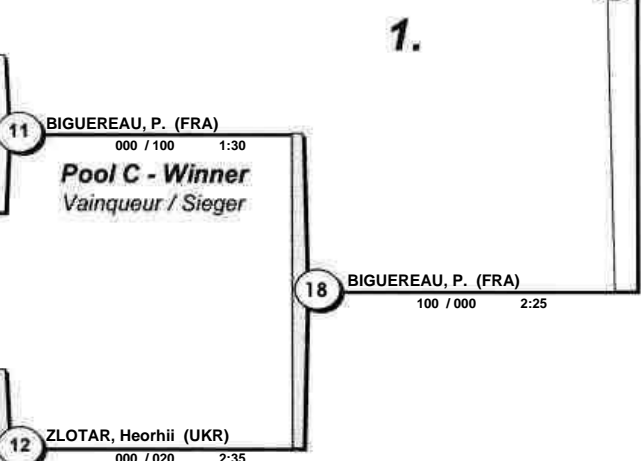 1.
11
BIGUEREAU, P. (FRA)
000 / 100 1:30
Pool C - Winner
Vainqueur / Sieger
18
BIGUEREAU, P. (FRA)
100 / 000 2:25
12
ZLOTAR, Heorhii (UKR)
000 / 020 2:35